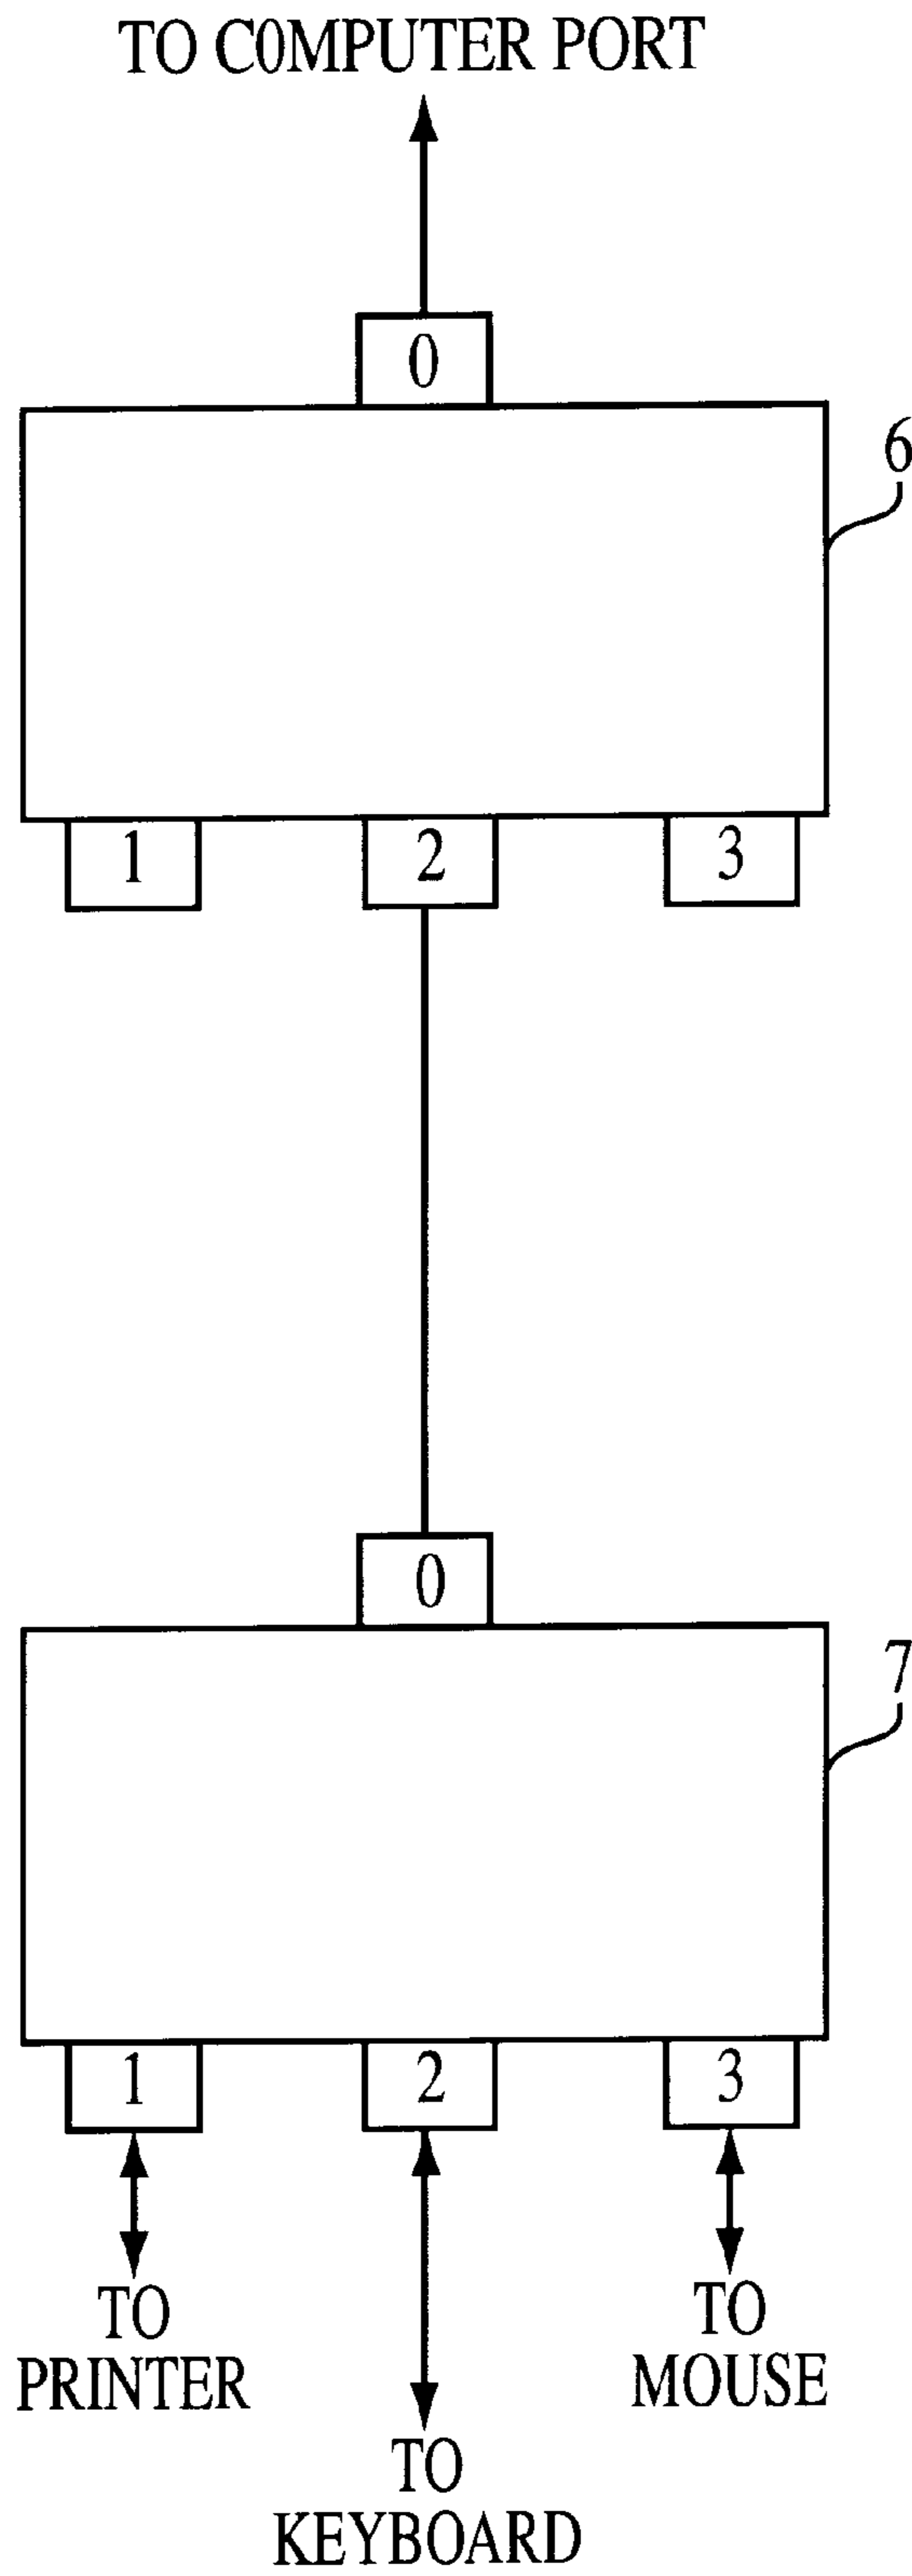 TO C0MPUTER PORT
0
6
1 2 3
0
7
1 2 3
TO
PRINTER
TO
KEYBOARD
TO
MOUSE